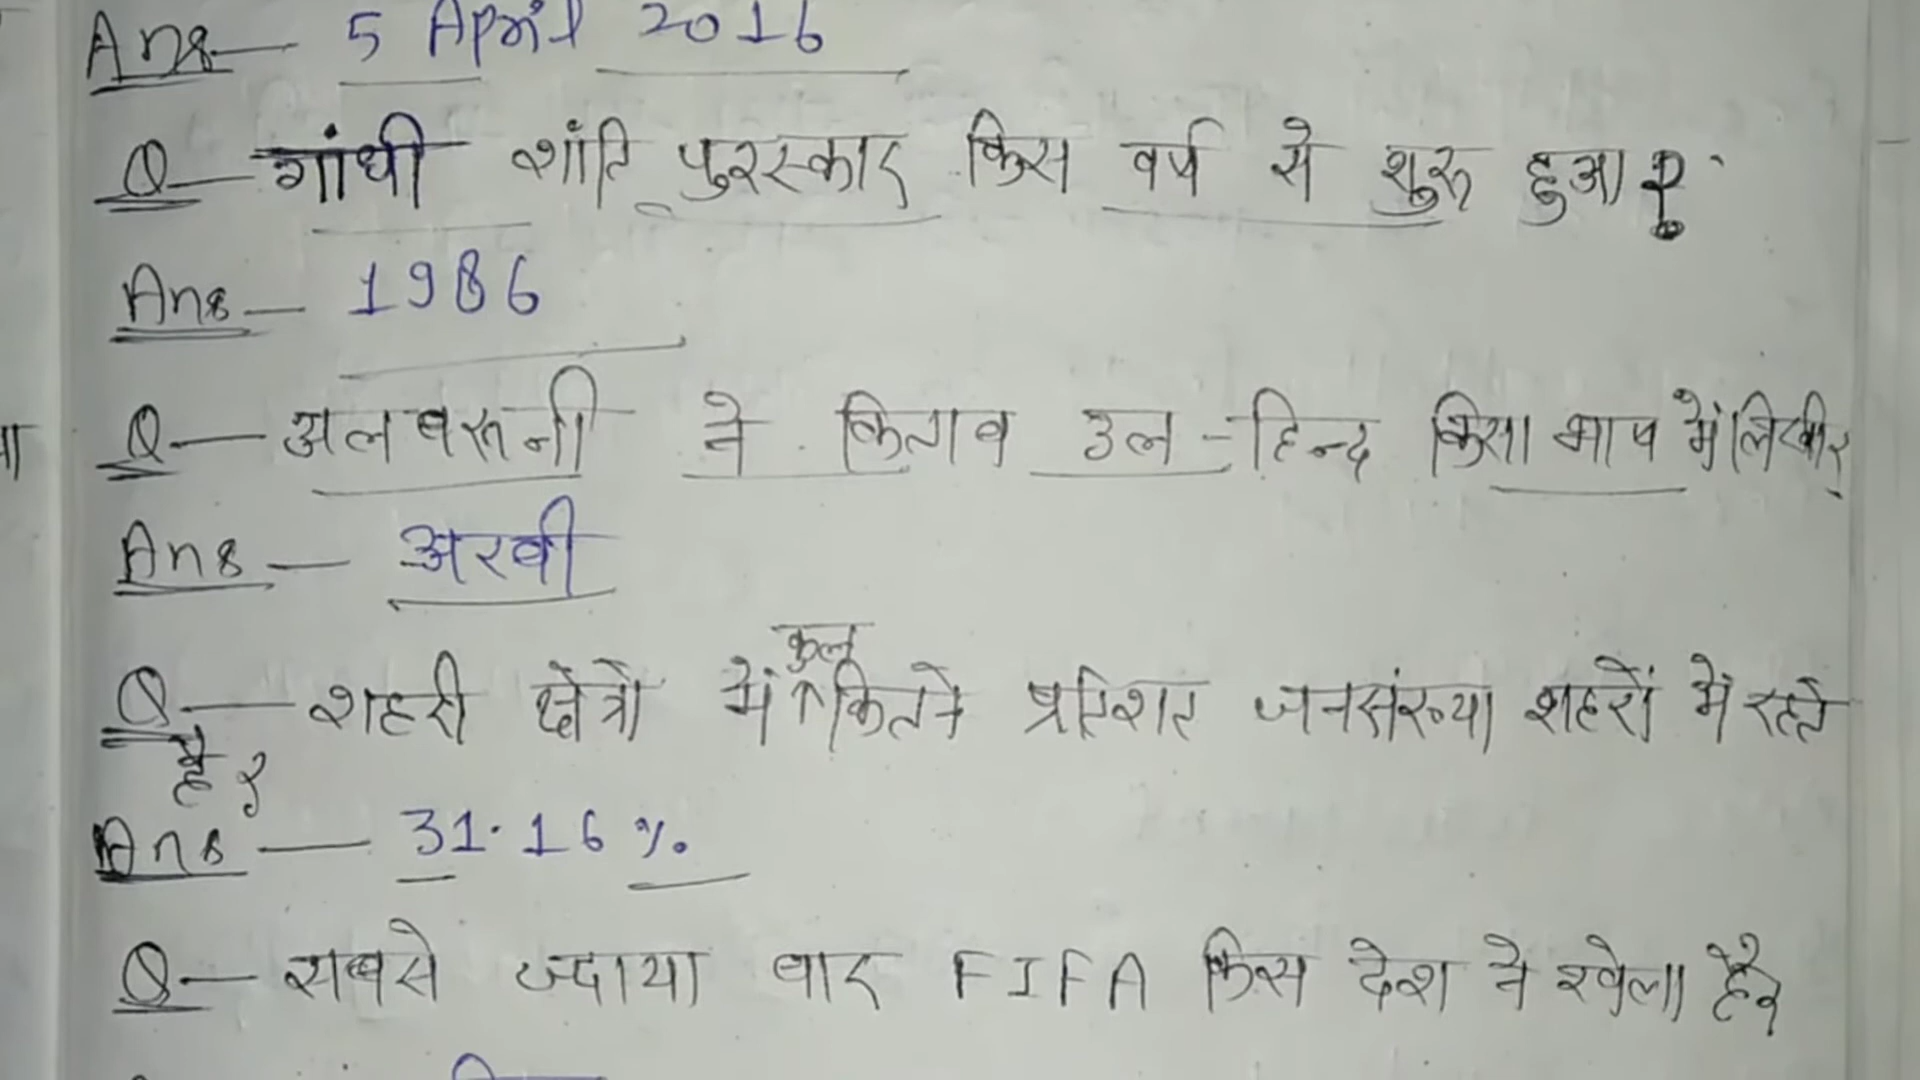 Ans— 5 April 2016
Q— गांधी शांति पुरस्कार किस वर्ष से शुरू हुआ?
Ans— 1986
Q— अलबरूनी ने किताब उल-हिन्द किस भाष में लिखी?
Ans— अरबी
कुल
Q— शहरी क्षेत्रो में ↑ कितने प्रतिशत जनसंख्या शहरों में रहते
है?
Ans— 31.16%
Q— सबसे ज्दाया बार FIFA किस देश ने खेला है?